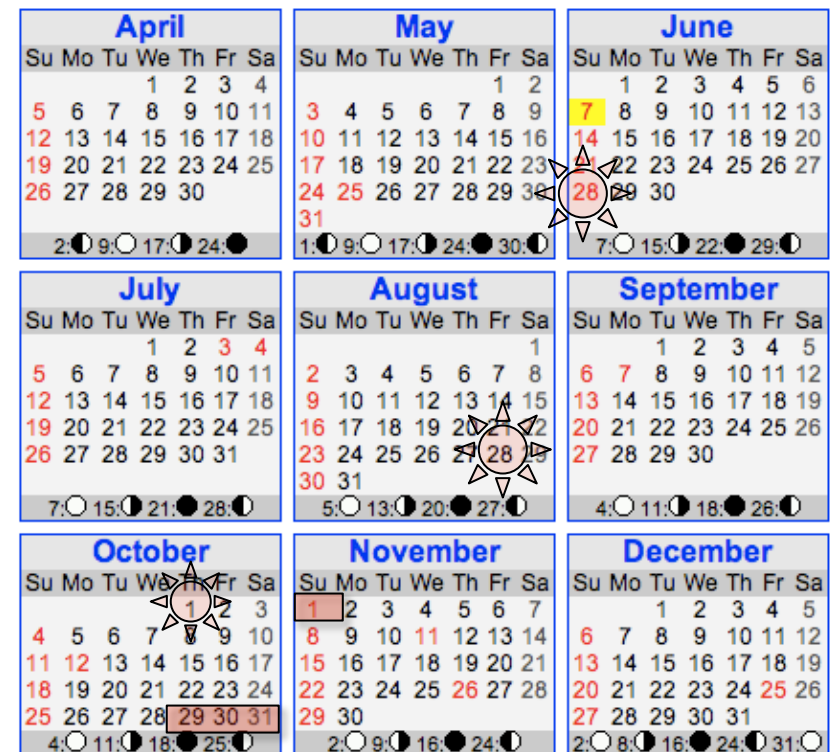 April
Su Mo Tu We Th Fr Sa
1 2 3 4
5 6 7 8 9 10 11
12 13 14 15 16 17 18
19 20 21 22 23 24 25
26 27 28 29 30
2: 9: 17: 24:
May
Su Mo Tu We Th Fr Sa
1 2
3 4 5 6 7 8 9
10 11 12 13 14 15 16
17 18 19 20 21 22 23
24 25 26 27 28 29 30
31
1: 9: 17: 24: 30:
June
Su Mo Tu We Th Fr Sa
1 2 3 4 5 6
7 8 9 10 11 12 13
14 15 16 17 18 19 20
21 22 23 24 25 26 27
28 29 30
7: 15: 22: 29:
July
Su Mo Tu We Th Fr Sa
1 2 3 4
5 6 7 8 9 10 11
12 13 14 15 16 17 18
19 20 21 22 23 24 25
26 27 28 29 30 31
7: 15: 21: 28:
August
Su Mo Tu We Th Fr Sa
1
2 3 4 5 6 7 8
9 10 11 12 13 14 15
16 17 18 19 20 21 22
23 24 25 26 27 28 29
30 31
5: 13: 20: 27:
September
Su Mo Tu We Th Fr Sa
1 2 3 4 5
6 7 8 9 10 11 12
13 14 15 16 17 18 19
20 21 22 23 24 25 26
27 28 29 30
4: 11: 18: 26:
October
Su Mo Tu We Th Fr Sa
1 2 3
4 5 6 7 8 9 10
11 12 13 14 15 16 17
18 19 20 21 22 23 24
25 26 27 28 29 30 31
4: 11: 18: 25:
November
Su Mo Tu We Th Fr Sa
1 2 3 4 5 6 7
8 9 10 11 12 13 14
15 16 17 18 19 20 21
22 23 24 25 26 27 28
29 30
2: 9: 16: 24:
December
Su Mo Tu We Th Fr Sa
1 2 3 4 5
6 7 8 9 10 11 12
13 14 15 16 17 18 19
20 21 22 23 24 25 26
27 28 29 30 31
2: 8: 16: 24: 31: